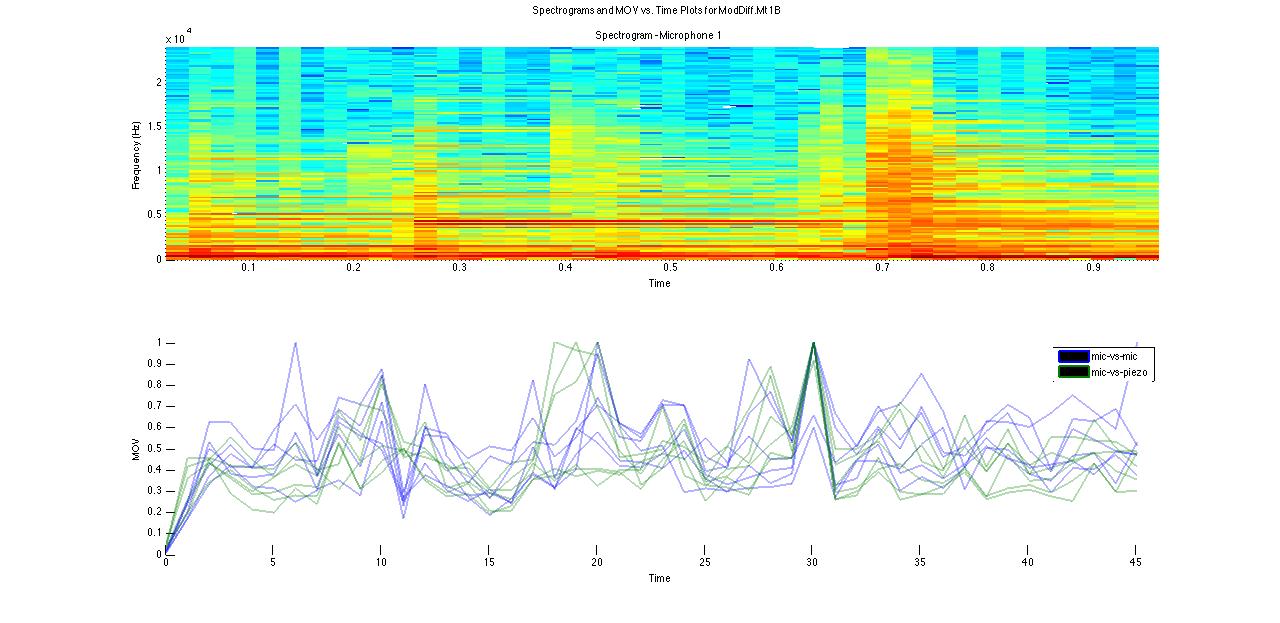 Spectrograms and MOV vs. Time Plots for ModDiff.Mt1B
Spectrogram - Microphone 1
x 10^4
2
1.5
1
0.5
0
Frequency (Hz)
0.1 0.2 0.3 0.4 0.5 0.6 0.7 0.8 0.9
Time
1
0.9
0.8
0.7
0.6
0.5
0.4
0.3
0.2
0.1
0
MOV
mic-vs-mic
mic-vs-piezo
0 5 10 15 20 25 30 35 40 45
Time